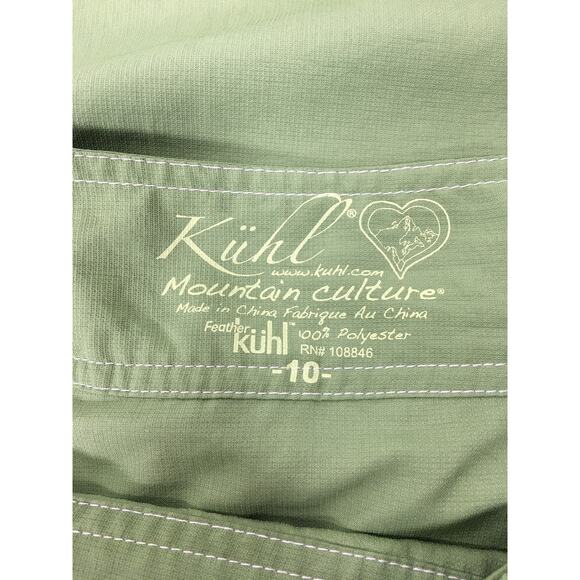 Kühl®
www.kuhl.com
Mountain culture®
Made in China Fabrique Au China
Feather kühl™ 100% Polyester
RN# 108846
-10-